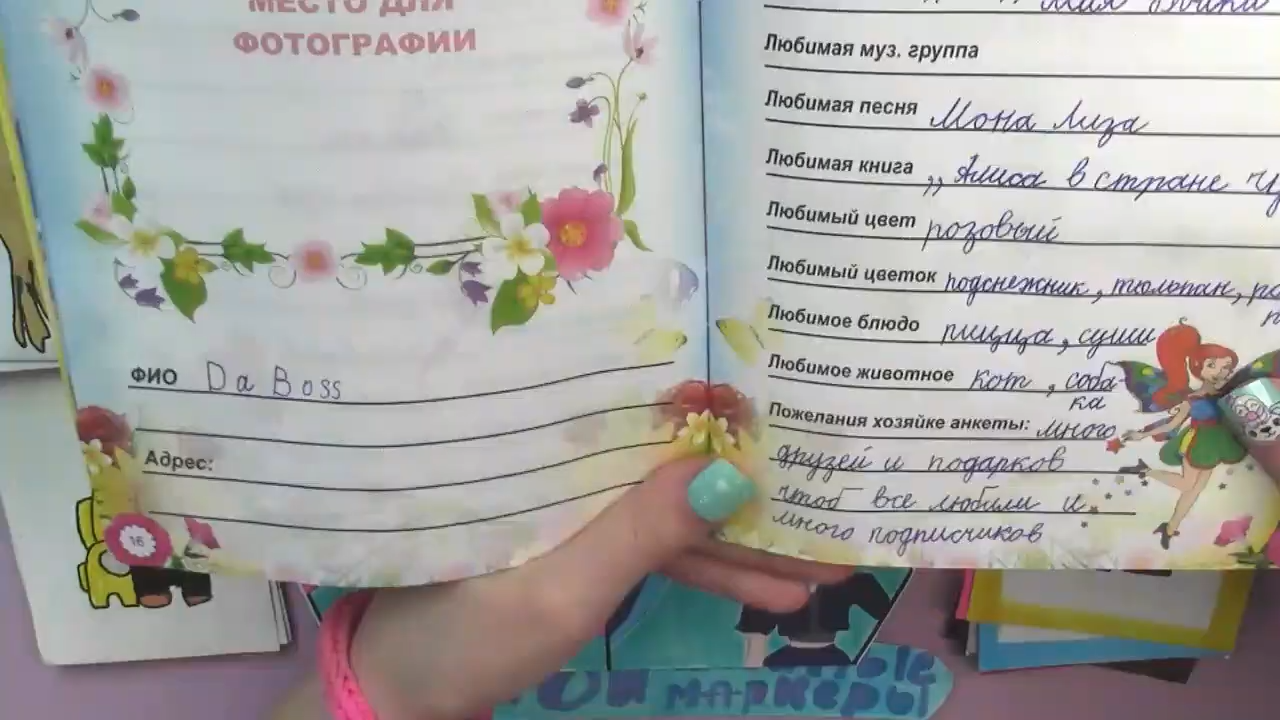 МЕСТО ДЛЯ
ФОТОГРАФИИ
ФИО Da Boss
Адрес:
16
Любимая муз. группа
Любимая песня Мона Лиза
Любимая книга ,,Алиса в стране
Любимый цвет розовый
Любимый цветок подснежник, тюльпан,
Любимое блюдо пицца, суши
Любимое животное кот, соба-
ка
Пожелания хозяйке анкеты: много
друзей и подарков
чтоб все любили и
много подписчиков
маркеры